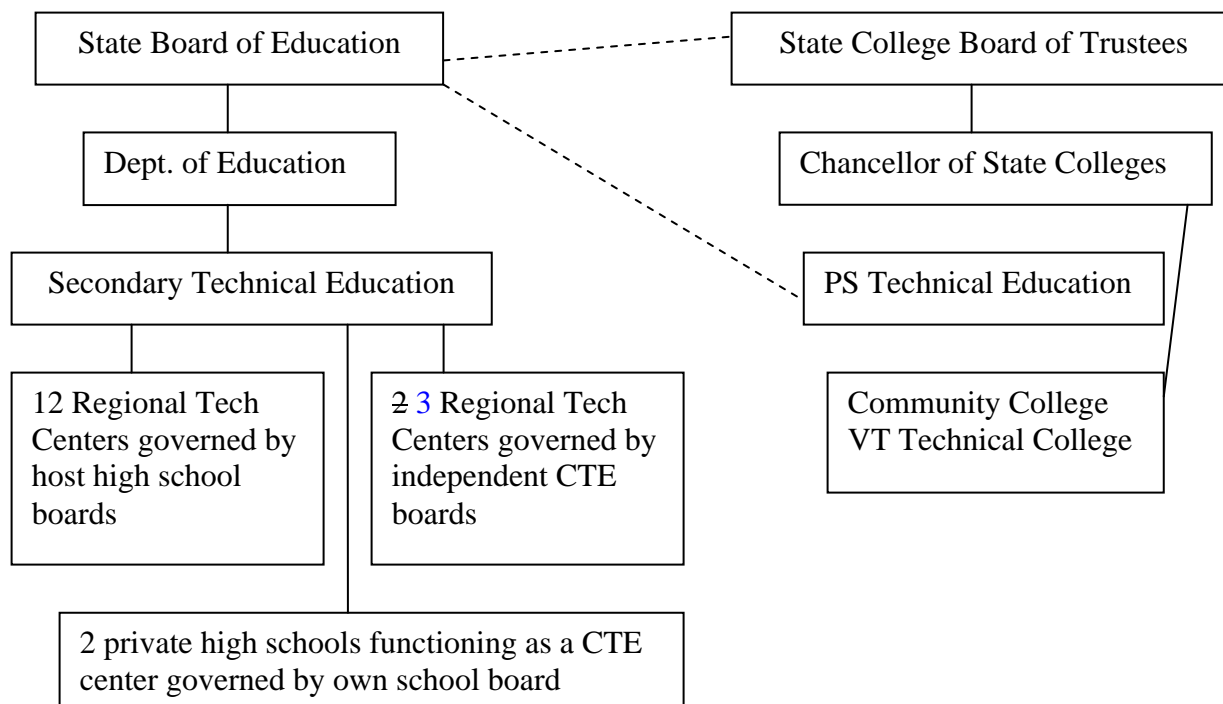 State Board of Education
State College Board of Trustees
Dept. of Education
Chancellor of State Colleges
Secondary Technical Education
PS Technical Education
12 Regional Tech
Centers governed by
host high school
boards
2 3 Regional Tech
Centers governed by
independent CTE
boards
Community College
VT Technical College
2 private high schools functioning as a CTE
center governed by own school board